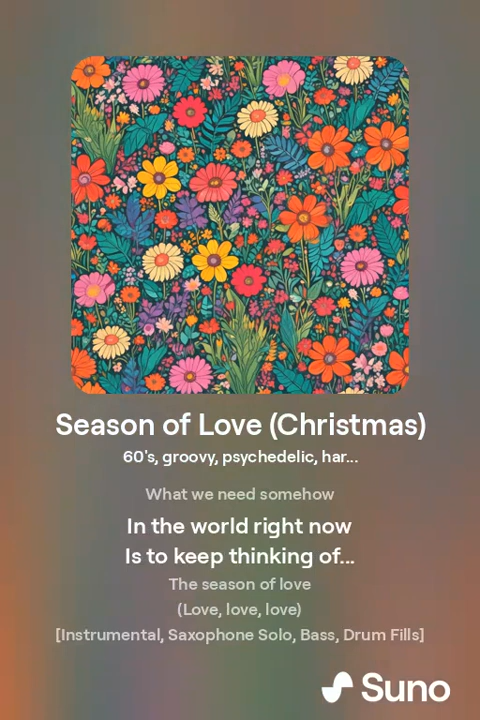 Season of Love (Christmas)
60's, groovy, psychedelic, har...
What we need somehow
In the world right now
Is to keep thinking of...
The season of love
(Love, love, love)
[Instrumental, Saxophone Solo, Bass, Drum Fills]
Suno